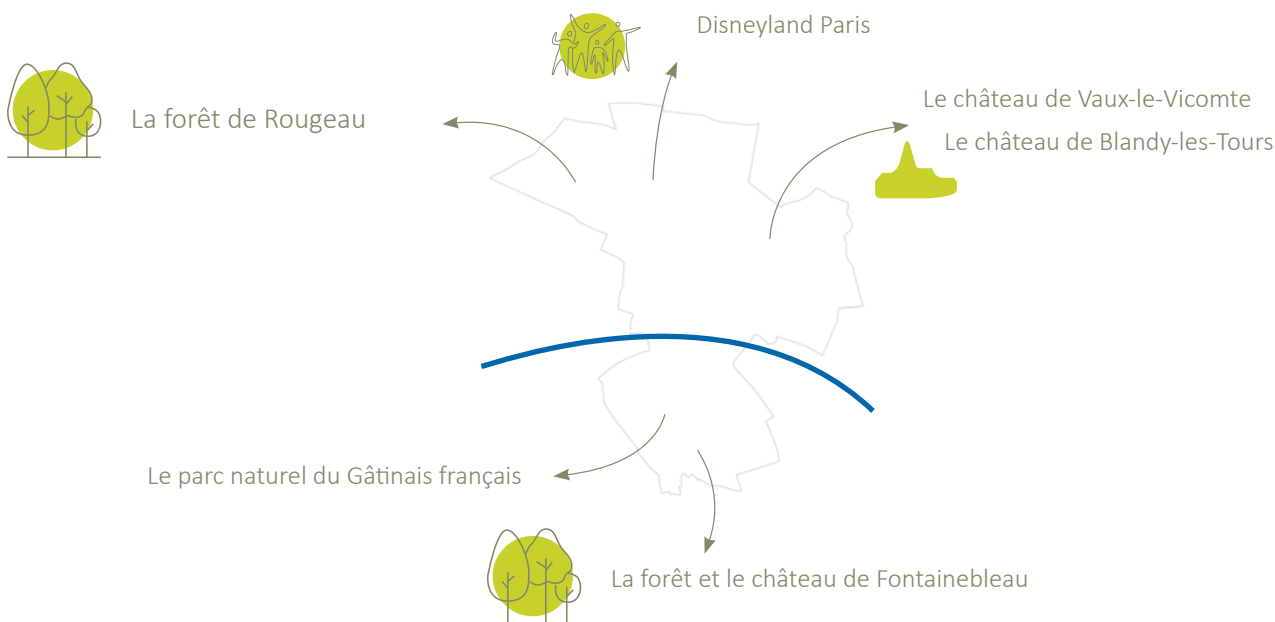 Disneyland Paris
Le château de Vaux-le-Vicomte
La forêt de Rougeau
Le château de Blandy-les-Tours
Le parc naturel du Gâtinais français
La forêt et le château de Fontainebleau